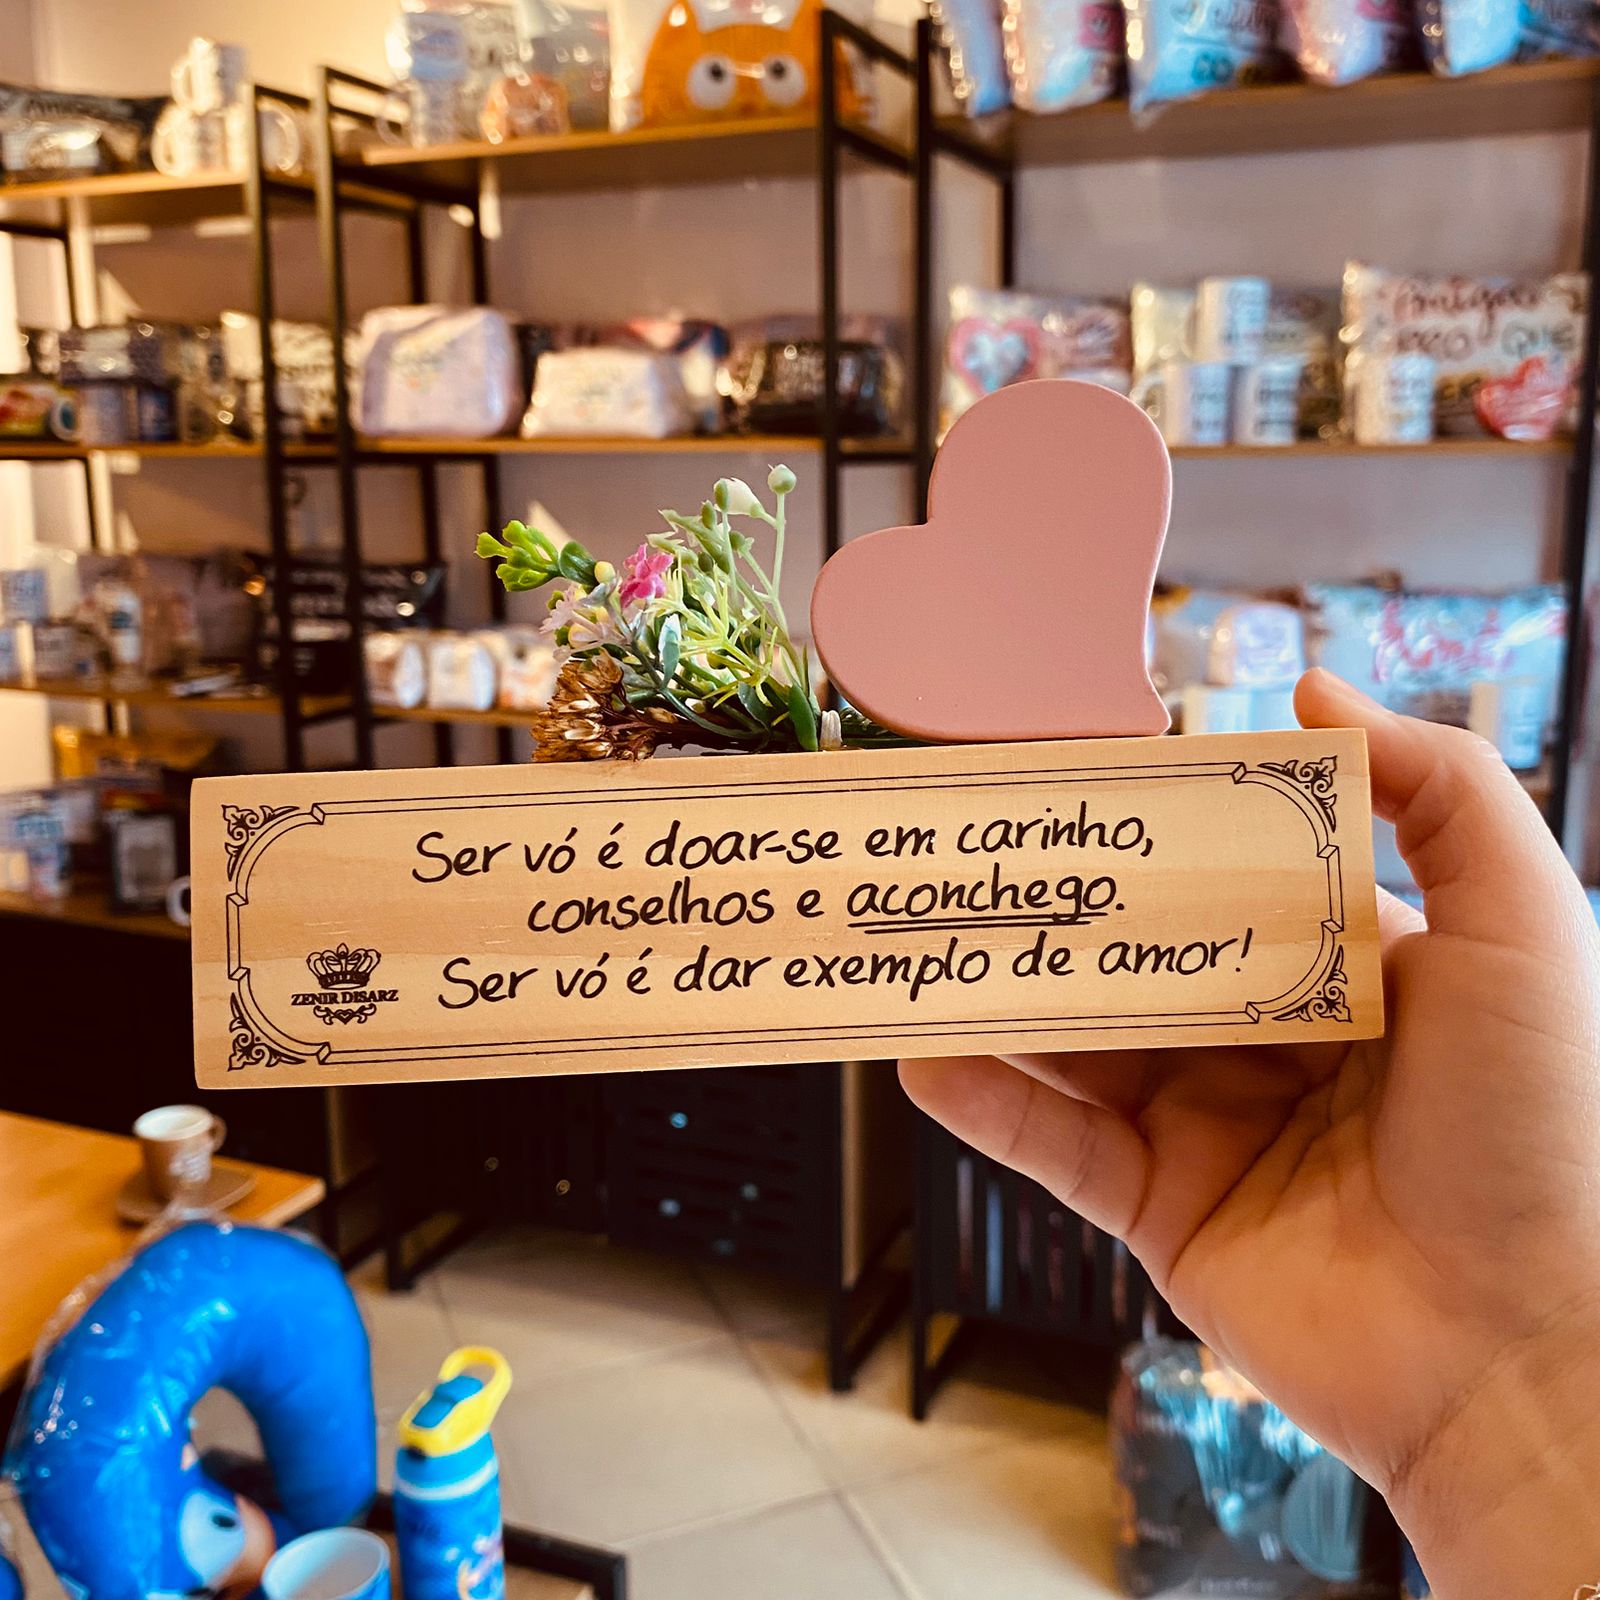 Ser vó é doar-se em carinho,
conselhos e aconchego.
Ser vó é dar exemplo de amor!
ZENIR DISARZ